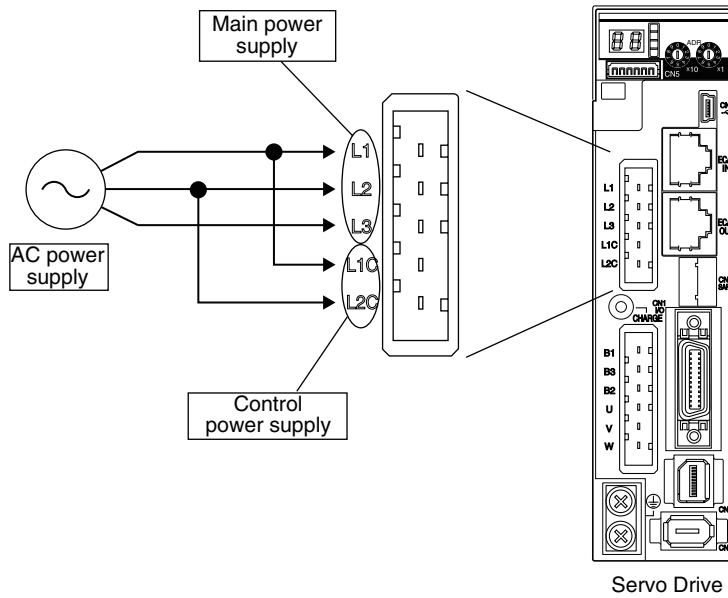 Main power
supply
L1
L2
L3
L1C
L2C
AC power
supply
Control
power supply
88
ADR
CN5
x10
x1
L1
L2
L3
L1C
L2C
CN1
I/O
CHARGE
B1
B3
B2
U
V
W
Servo Drive